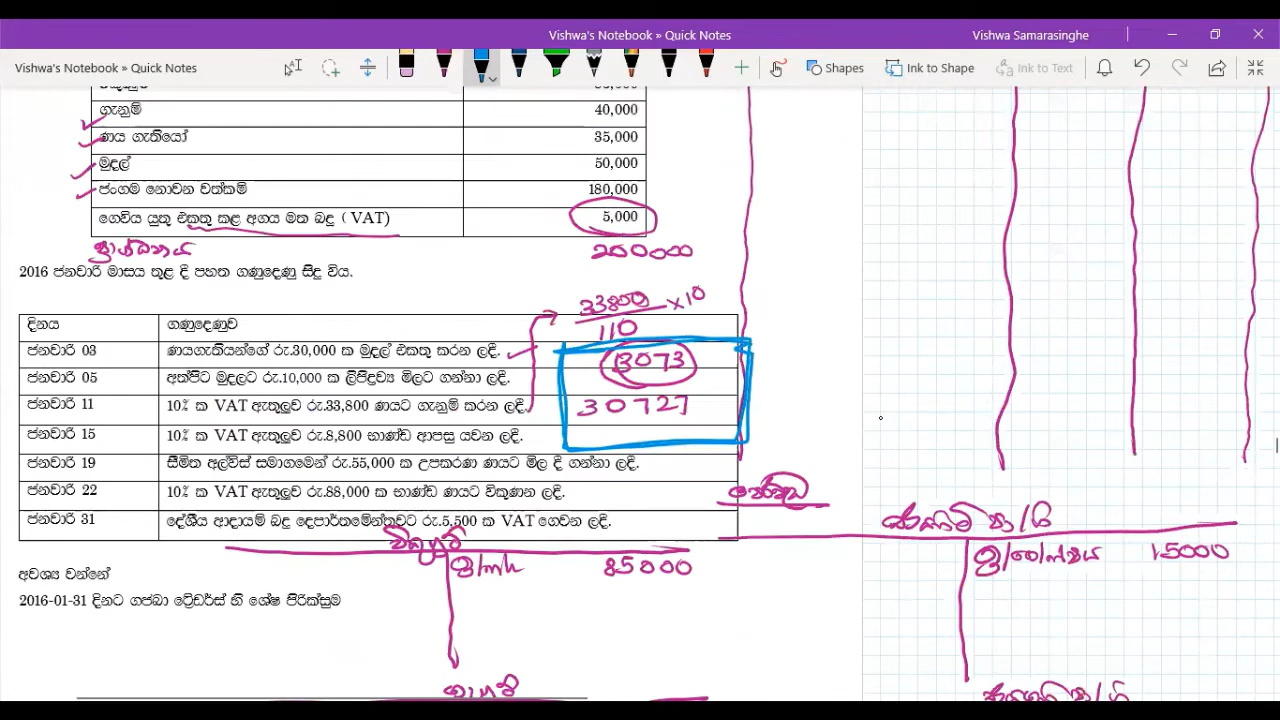 Vishwa's Notebook » Quick Notes
Vishwa Samarasinghe
Vishwa's Notebook » Quick Notes
Shapes
Ink to Shape
Ink to Text
ගැනුම් 40,000
ණය ගැතියෝ 35,000
මුදල් 50,000
ජංගම නොවන වත්කම් 180,000
ගෙවිය යුතු එකතු කළ අගය මත බදු ( VAT) 5,000
ප්‍රාග්ධනය 200000
2016 ජනවාරි මාසය තුළ දී පහත ගණුදෙණු සිදු විය.
33800 × 10
110
දිනය ගණුදෙණුව
ජනවාරි 03 ණයගැතියන්ගේ රු.30,000 ක මුදල් එකතු කරන ලදී.
3073
ජනවාරි 05 අත්පිට මුදලට රු.10,000 ක ලිපිද්‍රව්‍ය මිලට ගන්නා ලදී.
ජනවාරි 11 10% ක VAT ඇතුලුව රු.33,800 ණයට ගැනුම් කරන ලදී. 30727
ජනවාරි 15 10% ක VAT ඇතුලුව රු.8,800 භාණ්ඩ ආපසු යවන ලදී.
ජනවාරි 19 සීමිත අල්විස් සමාගමෙන් රු.55,000 ක උපකරණ ණයට මිල දී ගන්නා ලදී.
ජනවාරි 22 10% ක VAT ඇතුලුව රු.88,000 ක භාණ්ඩ ණයට විකුණන ලදී.
ජනවාරි 31 දේශීය ආදායම් බදු දෙපාර්තමේන්තුවට රු.5,500 ක VAT ගෙවන ලදී.
85000
15000
අවශ්‍ය වන්නේ
2016-01-31 දිනට ගජබා ට්‍රේඩර්ස් හි ශේෂ පිරික්සුම